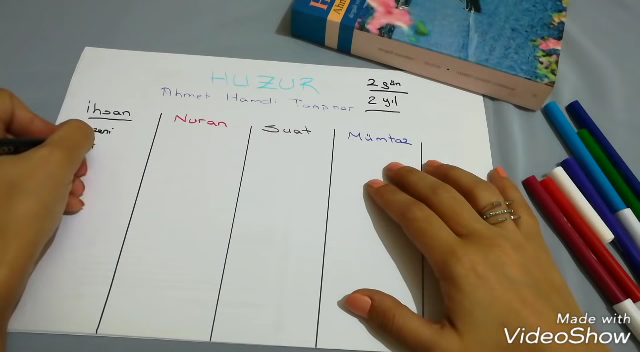 HUZUR
2 gün
Ahmet Hamdi Tanpınar
2 yıl
İhsan
Nuran
Suat
Mümtaz
Made with
VideoShow